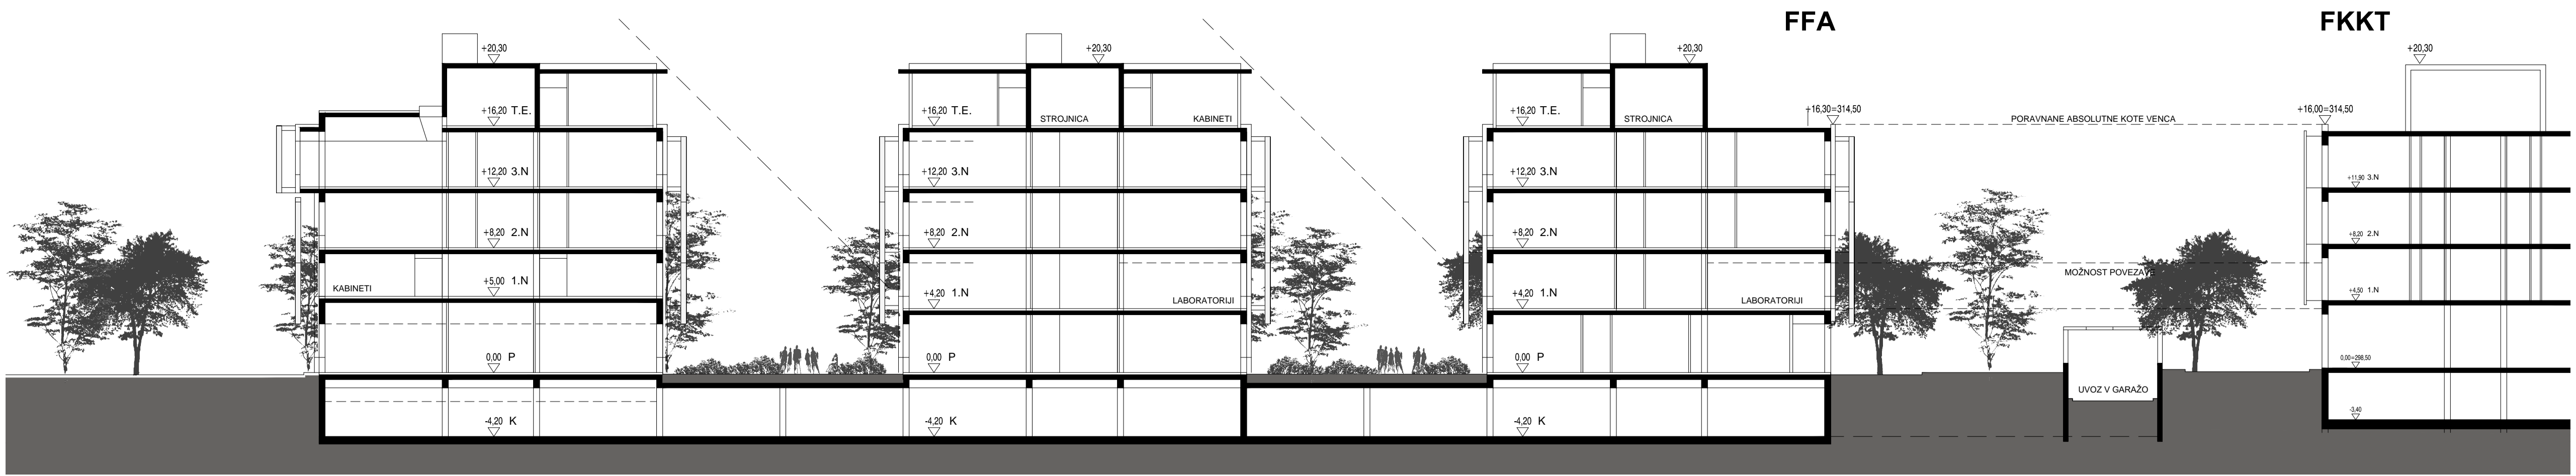 FFA
FKKT
+20,30
+16,20 T.E.
+12,20 3.N
+8,20 2.N
+5,00 1.N
KABINETI
0,00 P
-4,20 K
+20,30
+16,20 T.E.
STROJNICA
KABINETI
+12,20 3.N
+8,20 2.N
+4,20 1.N
LABORATORIJI
0,00 P
-4,20 K
+20,30
+16,20 T.E.
STROJNICA
+12,20 3.N
+8,20 2.N
+4,20 1.N
LABORATORIJI
0,00 P
-4,20 K
+16,30=314,50
PORAVNANE ABSOLUTNE KOTE VENCA
MOŽNOST POVEZAVE
UVOZ V GARAŽO
+20,30
+16,00=314,50
+11,90 3.N
+8,20 2.N
+4,50 1.N
0,00=298,50
-3,40